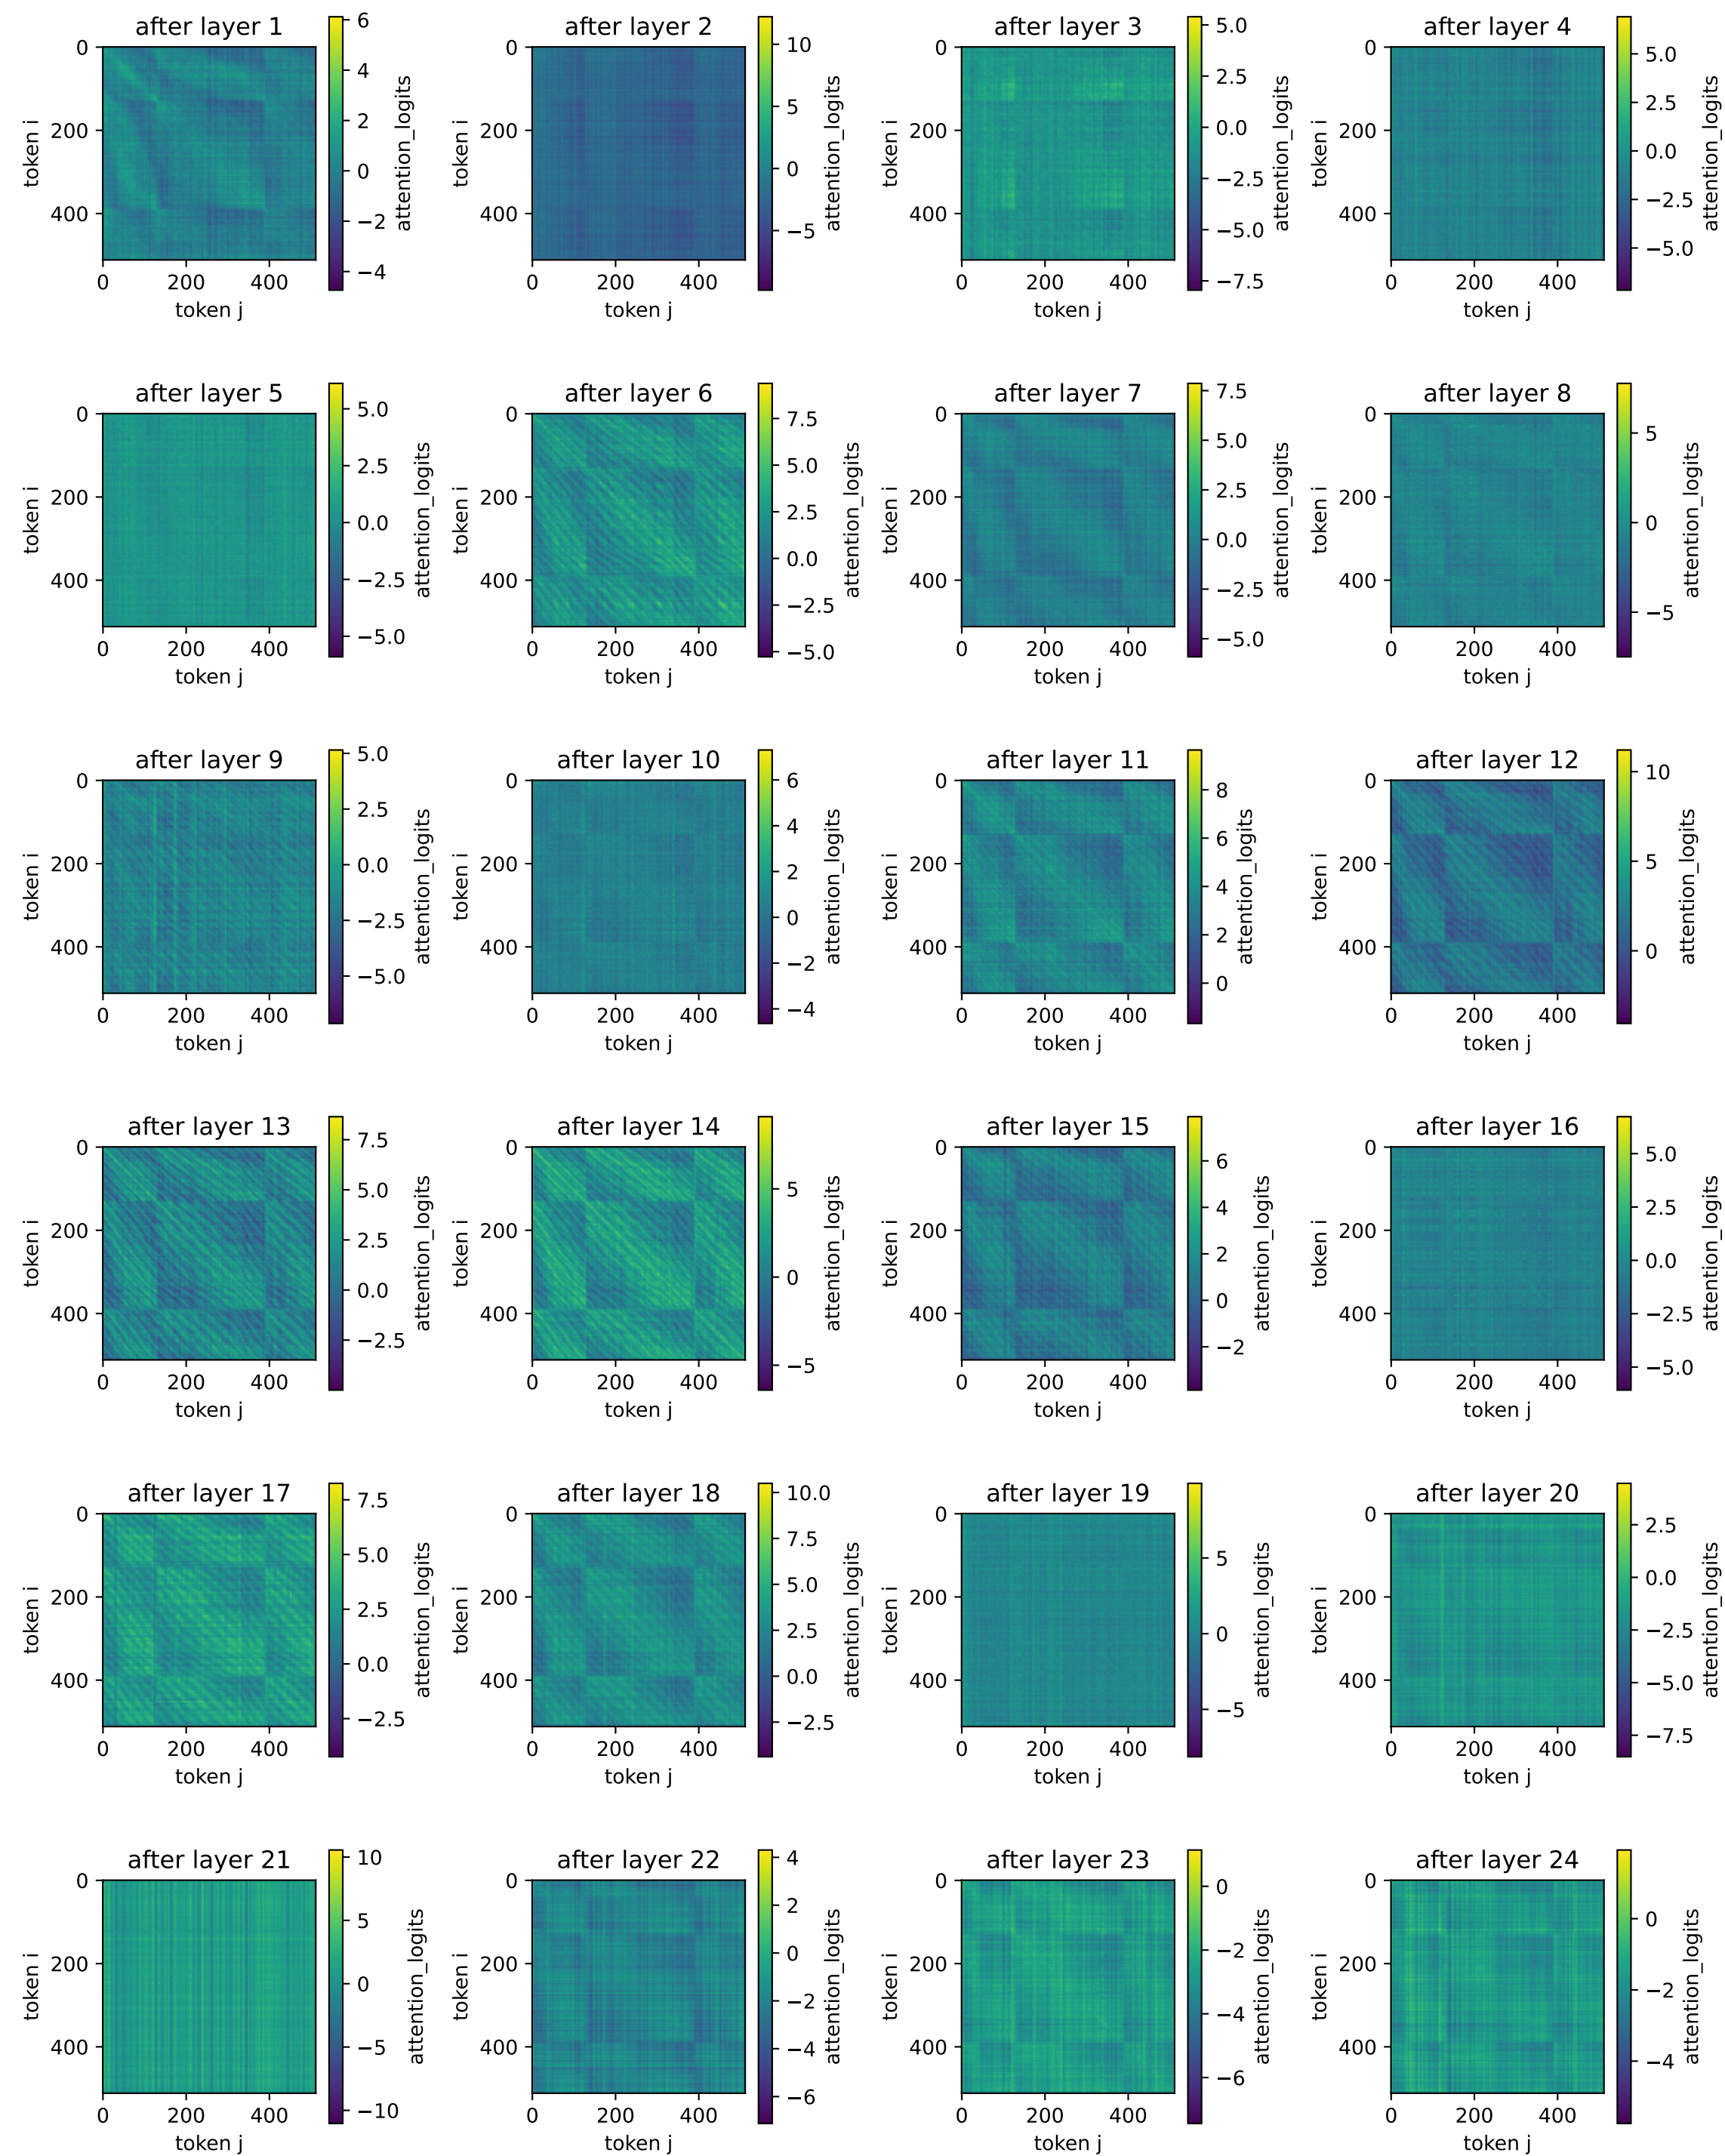 after layer 1
0
200
400
token i
0 200 400
token j
6
4
2
0
−2
−4
attention_logits
after layer 2
0
200
400
token i
0 200 400
token j
10
5
0
−5
attention_logits
after layer 3
0
200
400
token i
0 200 400
token j
5.0
2.5
0.0
−2.5
−5.0
−7.5
attention_logits
after layer 4
0
200
400
token i
0 200 400
token j
5.0
2.5
0.0
−2.5
−5.0
attention_logits
after layer 5
0
200
400
token i
0 200 400
token j
5.0
2.5
0.0
−2.5
−5.0
attention_logits
after layer 6
0
200
400
token i
0 200 400
token j
7.5
5.0
2.5
0.0
−2.5
−5.0
attention_logits
after layer 7
0
200
400
token i
0 200 400
token j
7.5
5.0
2.5
0.0
−2.5
−5.0
attention_logits
after layer 8
0
200
400
token i
0 200 400
token j
5
0
−5
attention_logits
after layer 9
0
200
400
token i
0 200 400
token j
5.0
2.5
0.0
−2.5
−5.0
attention_logits
after layer 10
0
200
400
token i
0 200 400
token j
6
4
2
0
−2
−4
attention_logits
after layer 11
0
200
400
token i
0 200 400
token j
8
6
4
2
0
attention_logits
after layer 12
0
200
400
token i
0 200 400
token j
10
5
0
attention_logits
after layer 13
0
200
400
token i
0 200 400
token j
7.5
5.0
2.5
0.0
−2.5
attention_logits
after layer 14
0
200
400
token i
0 200 400
token j
5
0
−5
attention_logits
after layer 15
0
200
400
token i
0 200 400
token j
6
4
2
0
−2
attention_logits
after layer 16
0
200
400
token i
0 200 400
token j
5.0
2.5
0.0
−2.5
−5.0
attention_logits
after layer 17
0
200
400
token i
0 200 400
token j
7.5
5.0
2.5
0.0
−2.5
attention_logits
after layer 18
0
200
400
token i
0 200 400
token j
10.0
7.5
5.0
2.5
0.0
−2.5
attention_logits
after layer 19
0
200
400
token i
0 200 400
token j
5
0
−5
attention_logits
after layer 20
0
200
400
token i
0 200 400
token j
2.5
0.0
−2.5
−5.0
−7.5
attention_logits
after layer 21
0
200
400
token i
0 200 400
token j
10
5
0
−5
−10
attention_logits
after layer 22
0
200
400
token i
0 200 400
token j
4
2
0
−2
−4
−6
attention_logits
after layer 23
0
200
400
token i
0 200 400
token j
0
−2
−4
−6
attention_logits
after layer 24
0
200
400
token i
0 200 400
token j
0
−2
−4
attention_logits